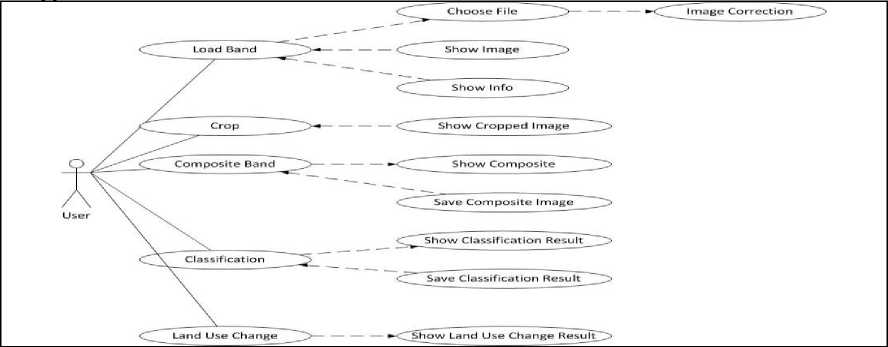 Choose File
Image Correction
Load Band
Show Image
Show Info
Crop
Show Cropped Image
Composite Band
Show Composite
User
Save Composite Image
Show Classification Result
Classification
Save Classification Result
Land Use Change
Show Land Use Change Result